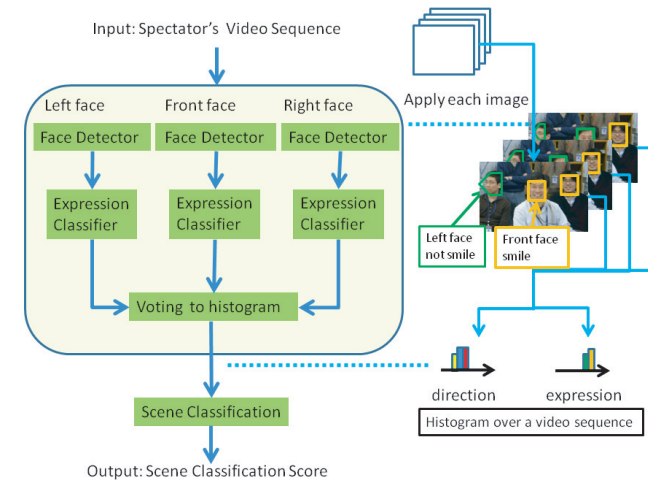 Input: Spectator's Video Sequence
Left face
Front face
Right face
Face Detector
Face Detector
Face Detector
Expression
Classifier
Expression
Classifier
Expression
Classifier
Voting to histogram
Scene Classification
Output: Scene Classification Score
Apply each image
Left face
not smile
Front face
smile
direction
expression
Histogram over a video sequence